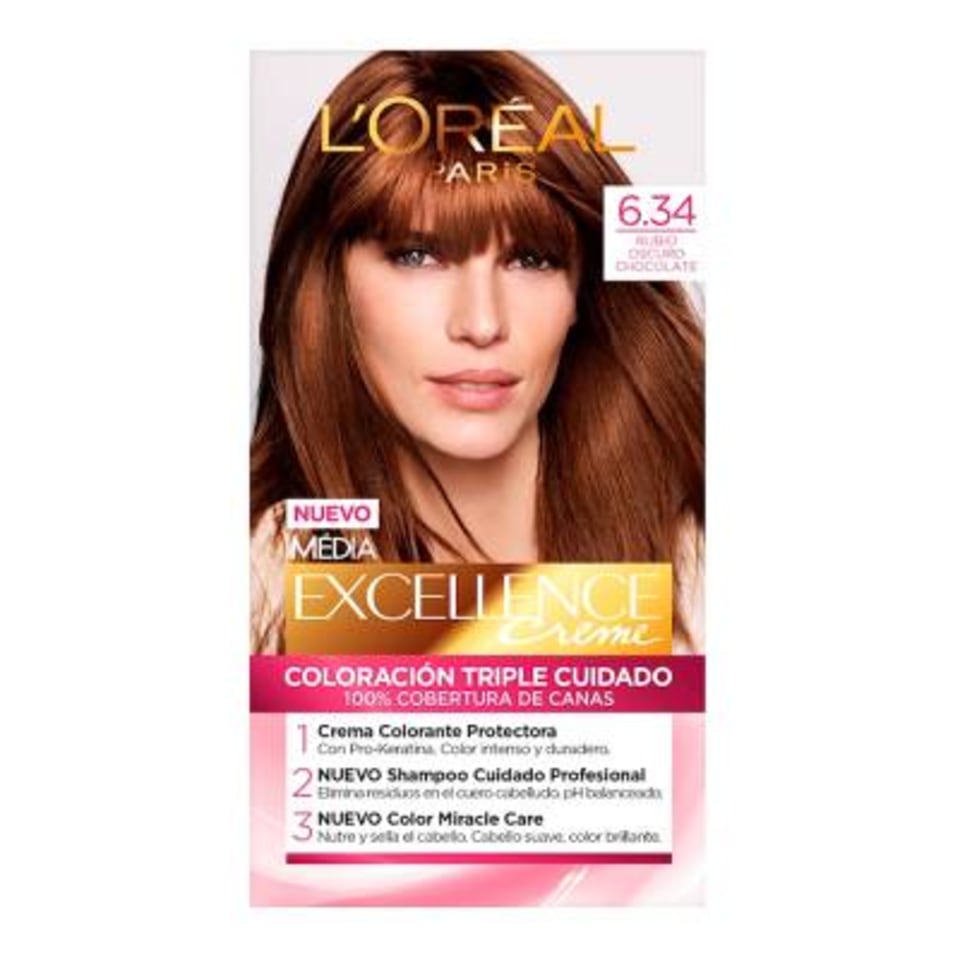 L'ORÉAL
PARIS
6.34
RUBIO
OSCURO
CHOCOLATE
NUEVO
MÉDIA
EXCELLENCE
Creme
COLORACIÓN TRIPLE CUIDADO
100% COBERTURA DE CANAS
1 Crema Colorante Protectora
Con Pro-Keratina. Color intenso y duradero.
2 NUEVO Shampoo Cuidado Profesional
Elimina residuos en el cuero cabelludo. pH balanceado.
3 NUEVO Color Miracle Care
Nutre y sella el cabello. Cabello suave, color brillante.